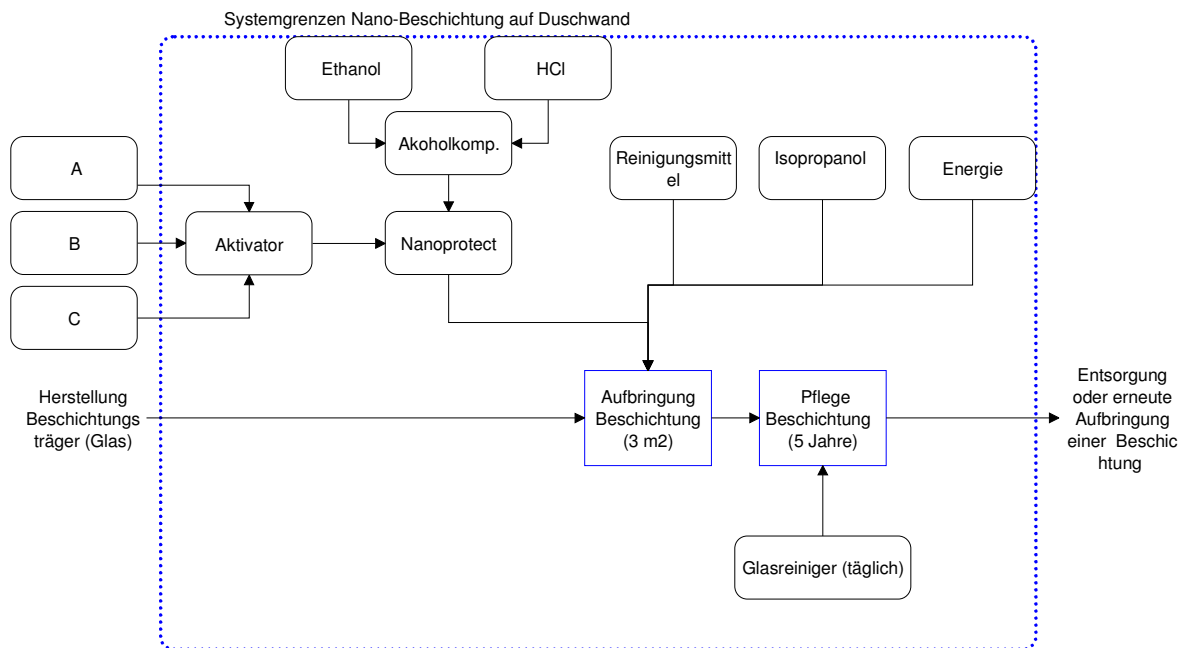 Systemgrenzen Nano-Beschichtung auf Duschwand
Ethanol
HCl
Akoholkomp.
Reinigungsmitt
el
Isopropanol
Energie
A
B
C
Aktivator
Nanoprotect
Herstellung
Beschichtungs
träger (Glas)
Aufbringung
Beschichtung
(3 m2)
Pflege
Beschichtung
(5 Jahre)
Entsorgung
oder erneute
Aufbringung
einer Beschic
htung
Glasreiniger (täglich)